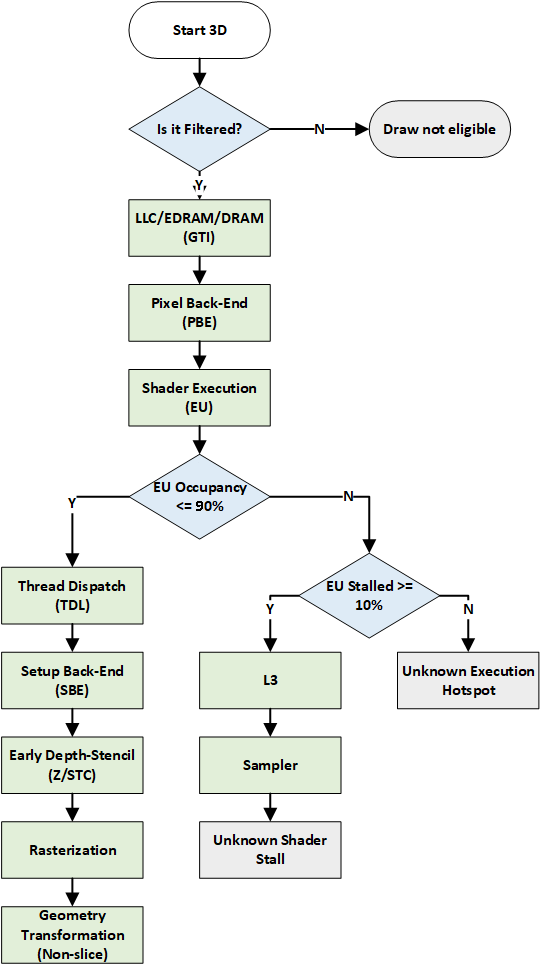 Start 3D
Is it Filtered?
N
Draw not eligible
Y
LLC/EDRAM/DRAM
(GTI)
Pixel Back-End
(PBE)
Shader Execution
(EU)
EU Occupancy
<= 90%
Y
N
Thread Dispatch
(TDL)
EU Stalled >=
10%
Y
N
Setup Back-End
(SBE)
L3
Unknown Execution
Hotspot
Early Depth-Stencil
(Z/STC)
Sampler
Rasterization
Unknown Shader
Stall
Geometry
Transformation
(Non-slice)